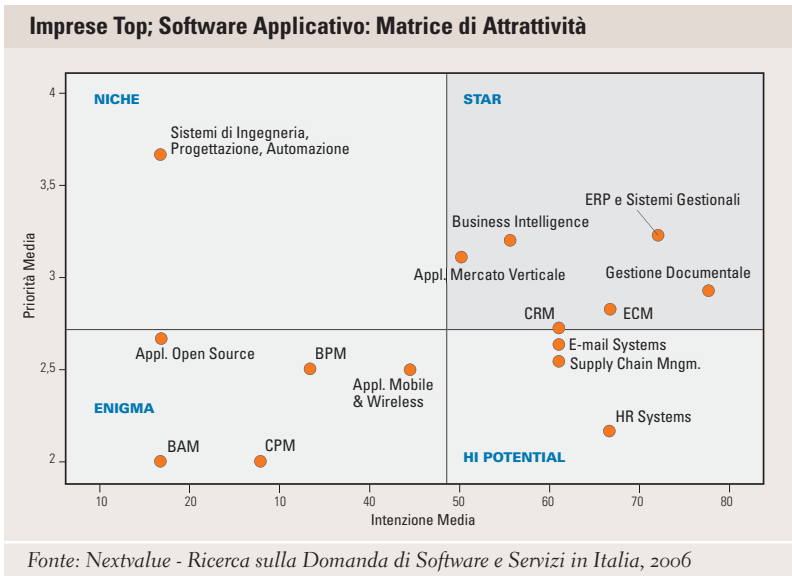 Imprese Top; Software Applicativo: Matrice di Attrattività
NICHE
STAR
Sistemi di Ingegneria,
Progettazione, Automazione
ERP e Sistemi Gestionali
Business Intelligence
Appl. Mercato Verticale
Gestione Documentale
CRM
ECM
Appl. Open Source
BPM
Appl. Mobile
& Wireless
E-mail Systems
Supply Chain Mngm.
ENIGMA
HR Systems
BAM
CPM
HI POTENTIAL
Priorità Media
4
3,5
3
2,5
2
10 20 10 40 50 60 70 80
Intenzione Media
Fonte: Nextvalue - Ricerca sulla Domanda di Software e Servizi in Italia, 2006